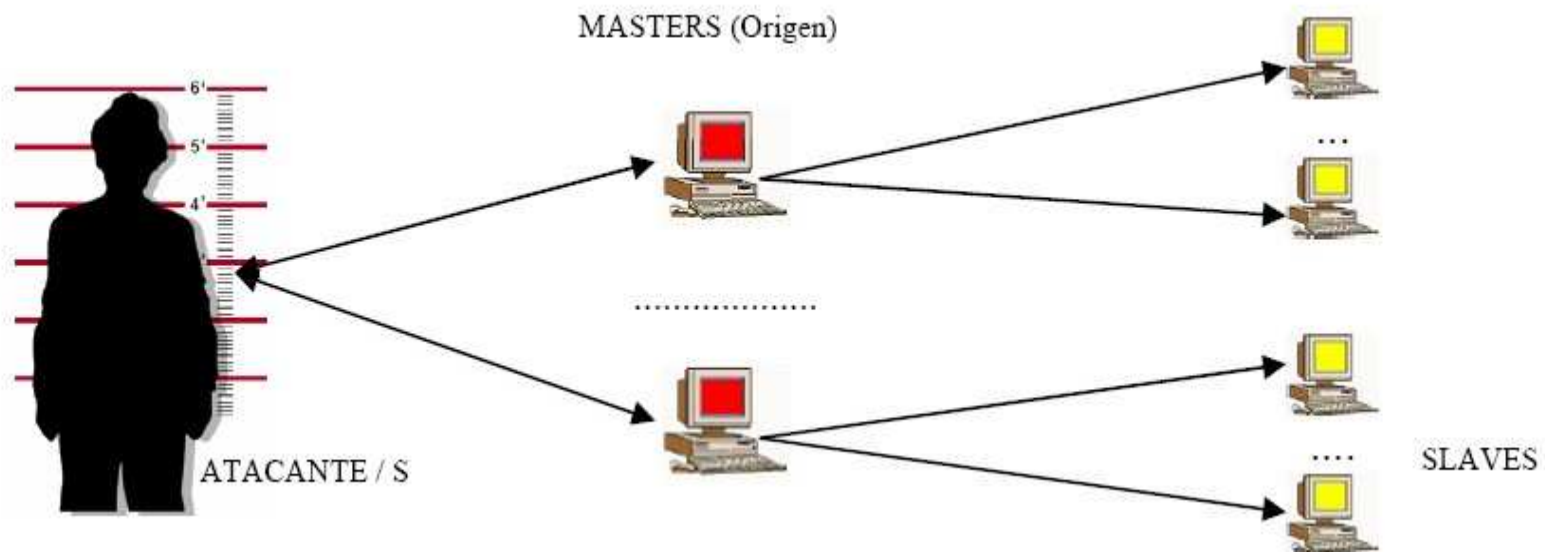 MASTERS (Origen)
6'
5'
4'
...
..................
ATACANTE / S
....
SLAVES